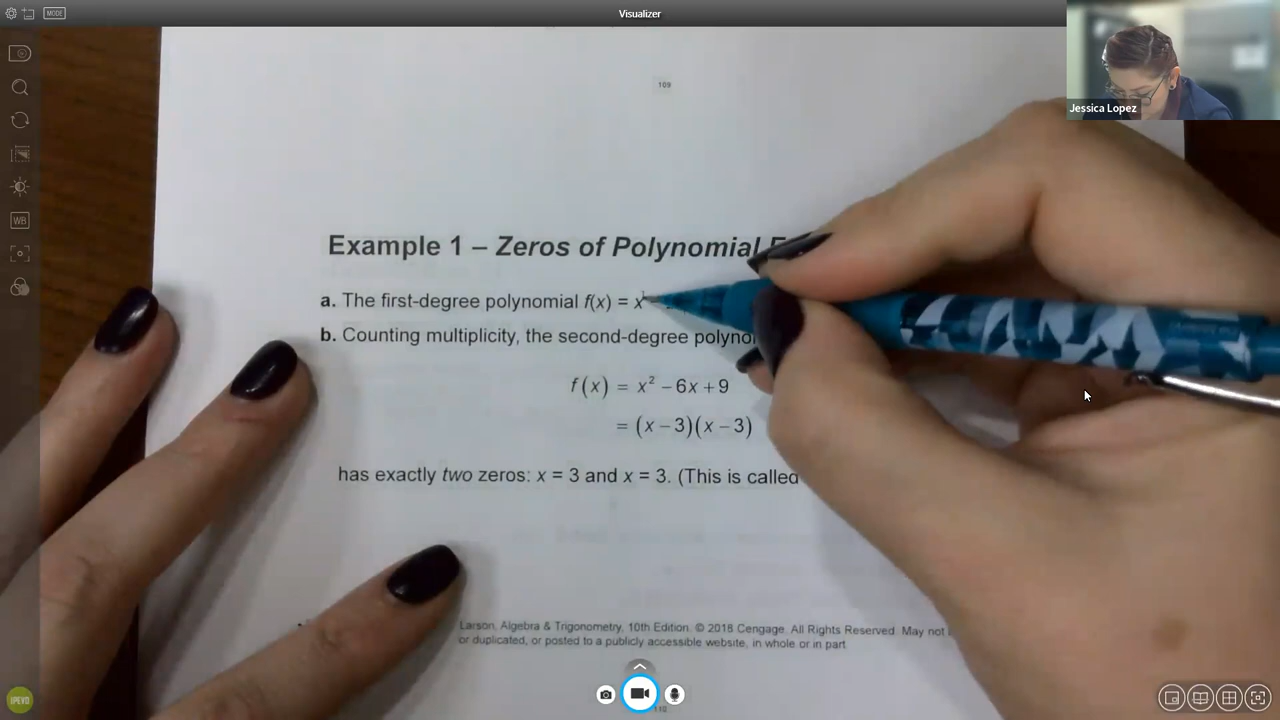 MODE
Visualizer
Jessica Lopez
109
Example 1 – Zeros of Polynomial
a. The first-degree polynomial f(x) = x
b. Counting multiplicity, the second-degree
f(x) = x² – 6x + 9
= (x – 3)(x – 3)
has exactly two zeros: x = 3 and x = 3. (This is called
WB
Larson, Algebra & Trigonometry, 10th Edition. © 2018 Cengage. All Rights Reserved. May not
or duplicated, or posted to a publicly accessible website, in whole or in part
IPEVO
110